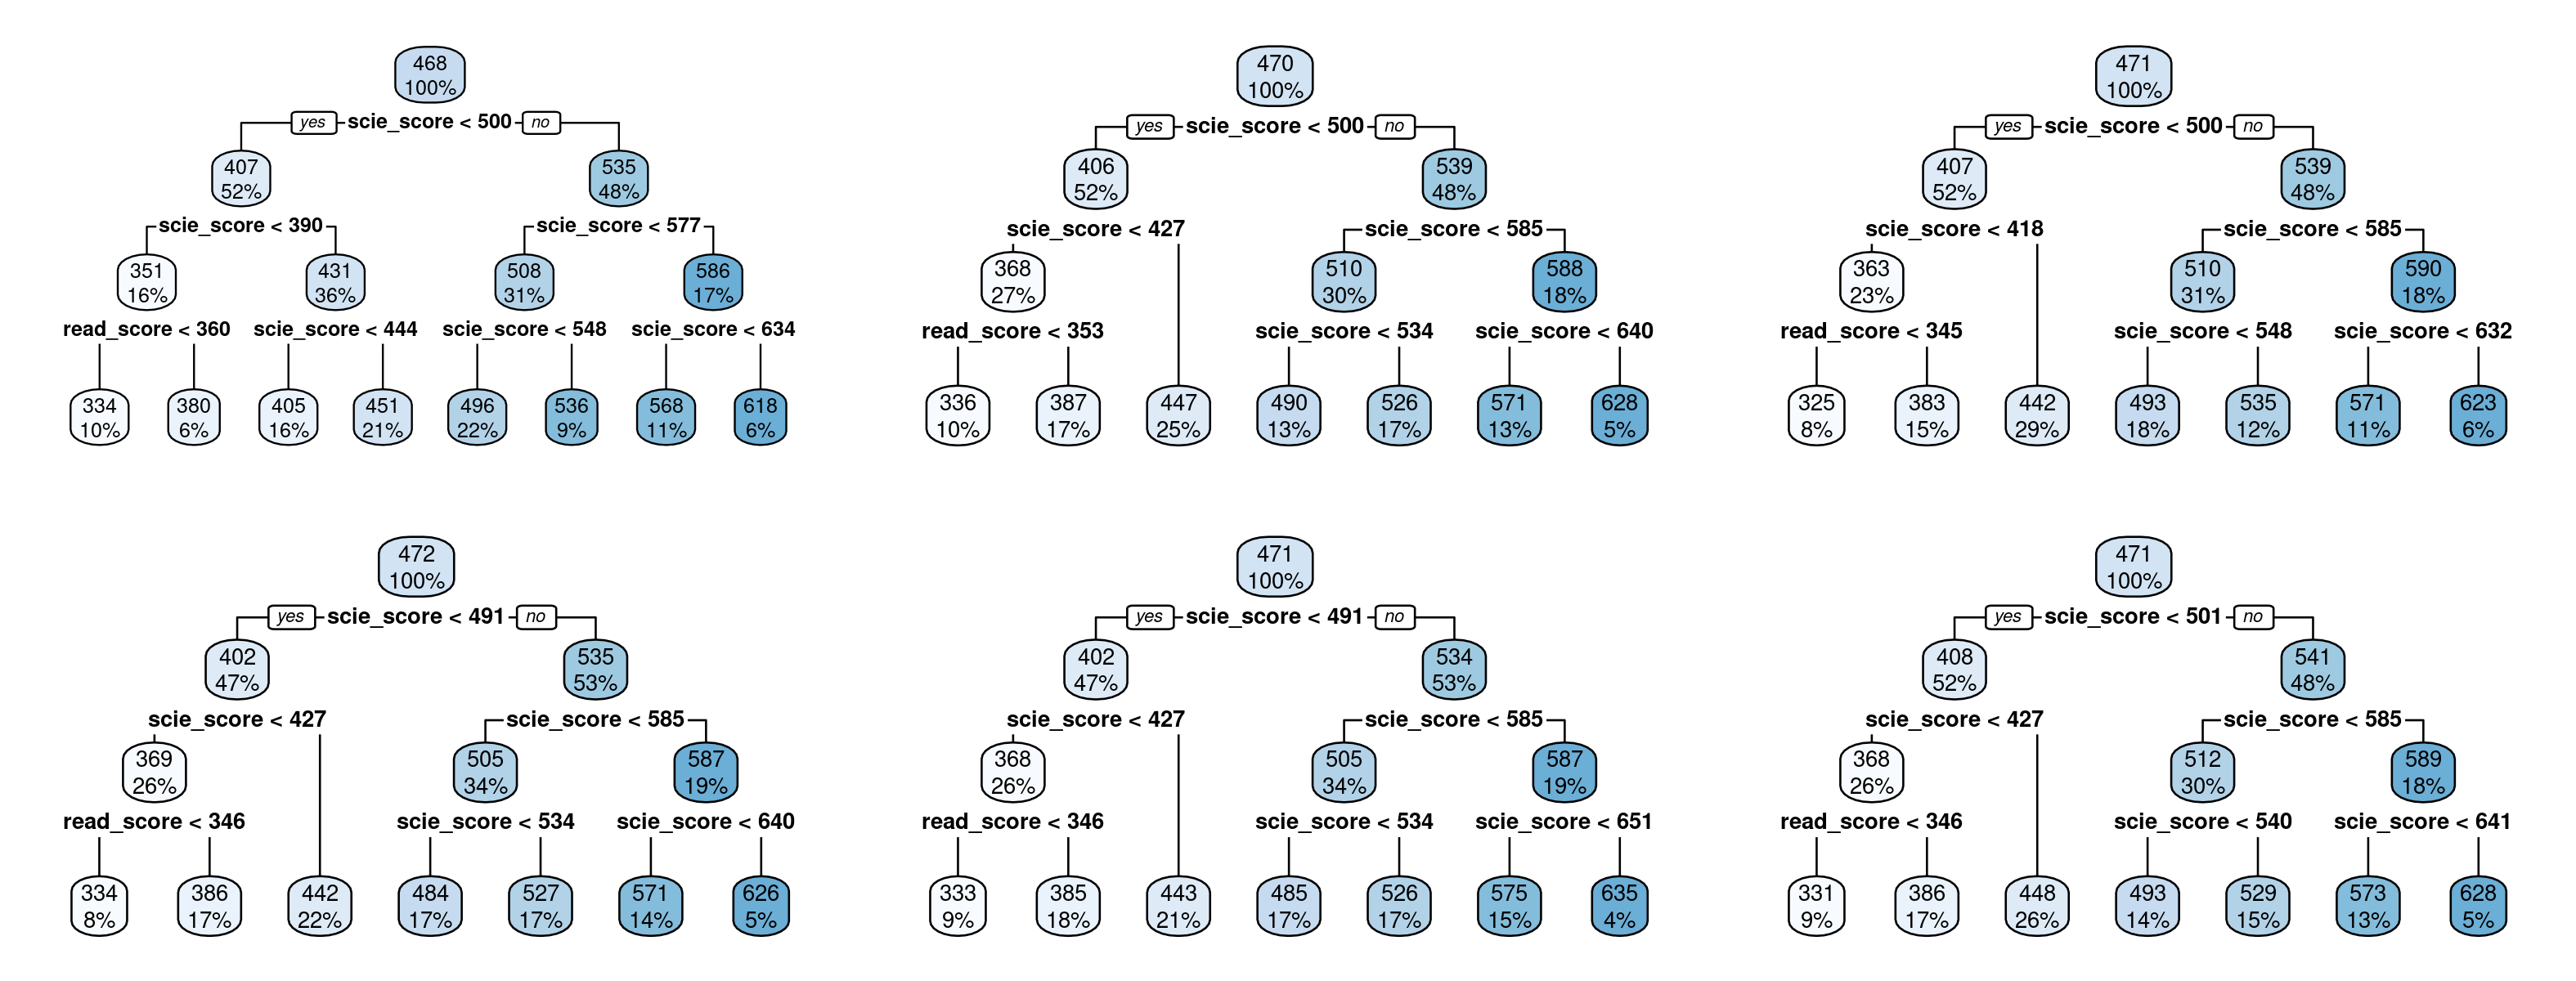 468
100%
yes scie_score < 500 no
407 535
52% 48%
scie_score < 390 scie_score < 577
351 431 508 586
16% 36% 31% 17%
read_score < 360 scie_score < 444 scie_score < 548 scie_score < 634
334 380 405 451 496 536 568 618
10% 6% 16% 21% 22% 9% 11% 6%
470
100%
yes scie_score < 500 no
406 539
52% 48%
scie_score < 427 scie_score < 585
368 510 588
27% 30% 18%
read_score < 353 scie_score < 534 scie_score < 640
336 387 447 490 526 571 628
10% 17% 25% 13% 17% 13% 5%
471
100%
yes scie_score < 500 no
407 539
52% 48%
scie_score < 418 scie_score < 585
363 510 590
23% 31% 18%
read_score < 345 scie_score < 548 scie_score < 632
325 383 442 493 535 571 623
8% 15% 29% 18% 12% 11% 6%
472
100%
yes scie_score < 491 no
402 535
47% 53%
scie_score < 427 scie_score < 585
369 505 587
26% 34% 19%
read_score < 346 scie_score < 534 scie_score < 640
334 386 442 484 527 571 626
8% 17% 22% 17% 17% 14% 5%
471
100%
yes scie_score < 491 no
402 534
47% 53%
scie_score < 427 scie_score < 585
368 505 587
26% 34% 19%
read_score < 346 scie_score < 534 scie_score < 651
333 385 443 485 526 575 635
9% 18% 21% 17% 17% 15% 4%
471
100%
yes scie_score < 501 no
408 541
52% 48%
scie_score < 427 scie_score < 585
368 512 589
26% 30% 18%
read_score < 346 scie_score < 540 scie_score < 641
331 386 448 493 529 573 628
9% 17% 26% 14% 15% 13% 5%